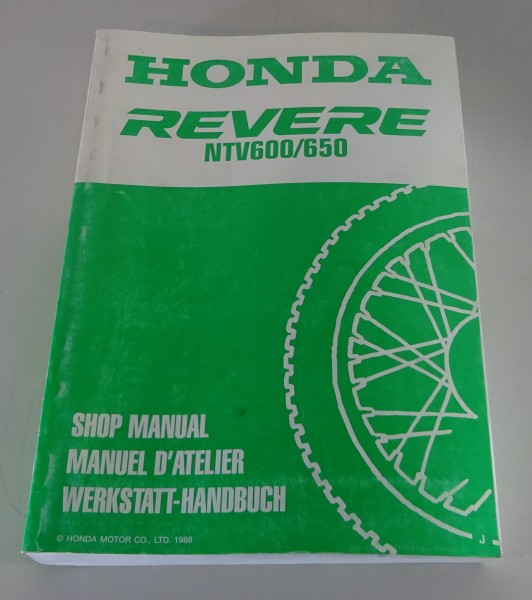 HONDA
REVERE
NTV600/650
SHOP MANUAL
MANUEL D'ATELIER
WERKSTATT-HANDBUCH
© HONDA MOTOR CO., LTD. 1988
J